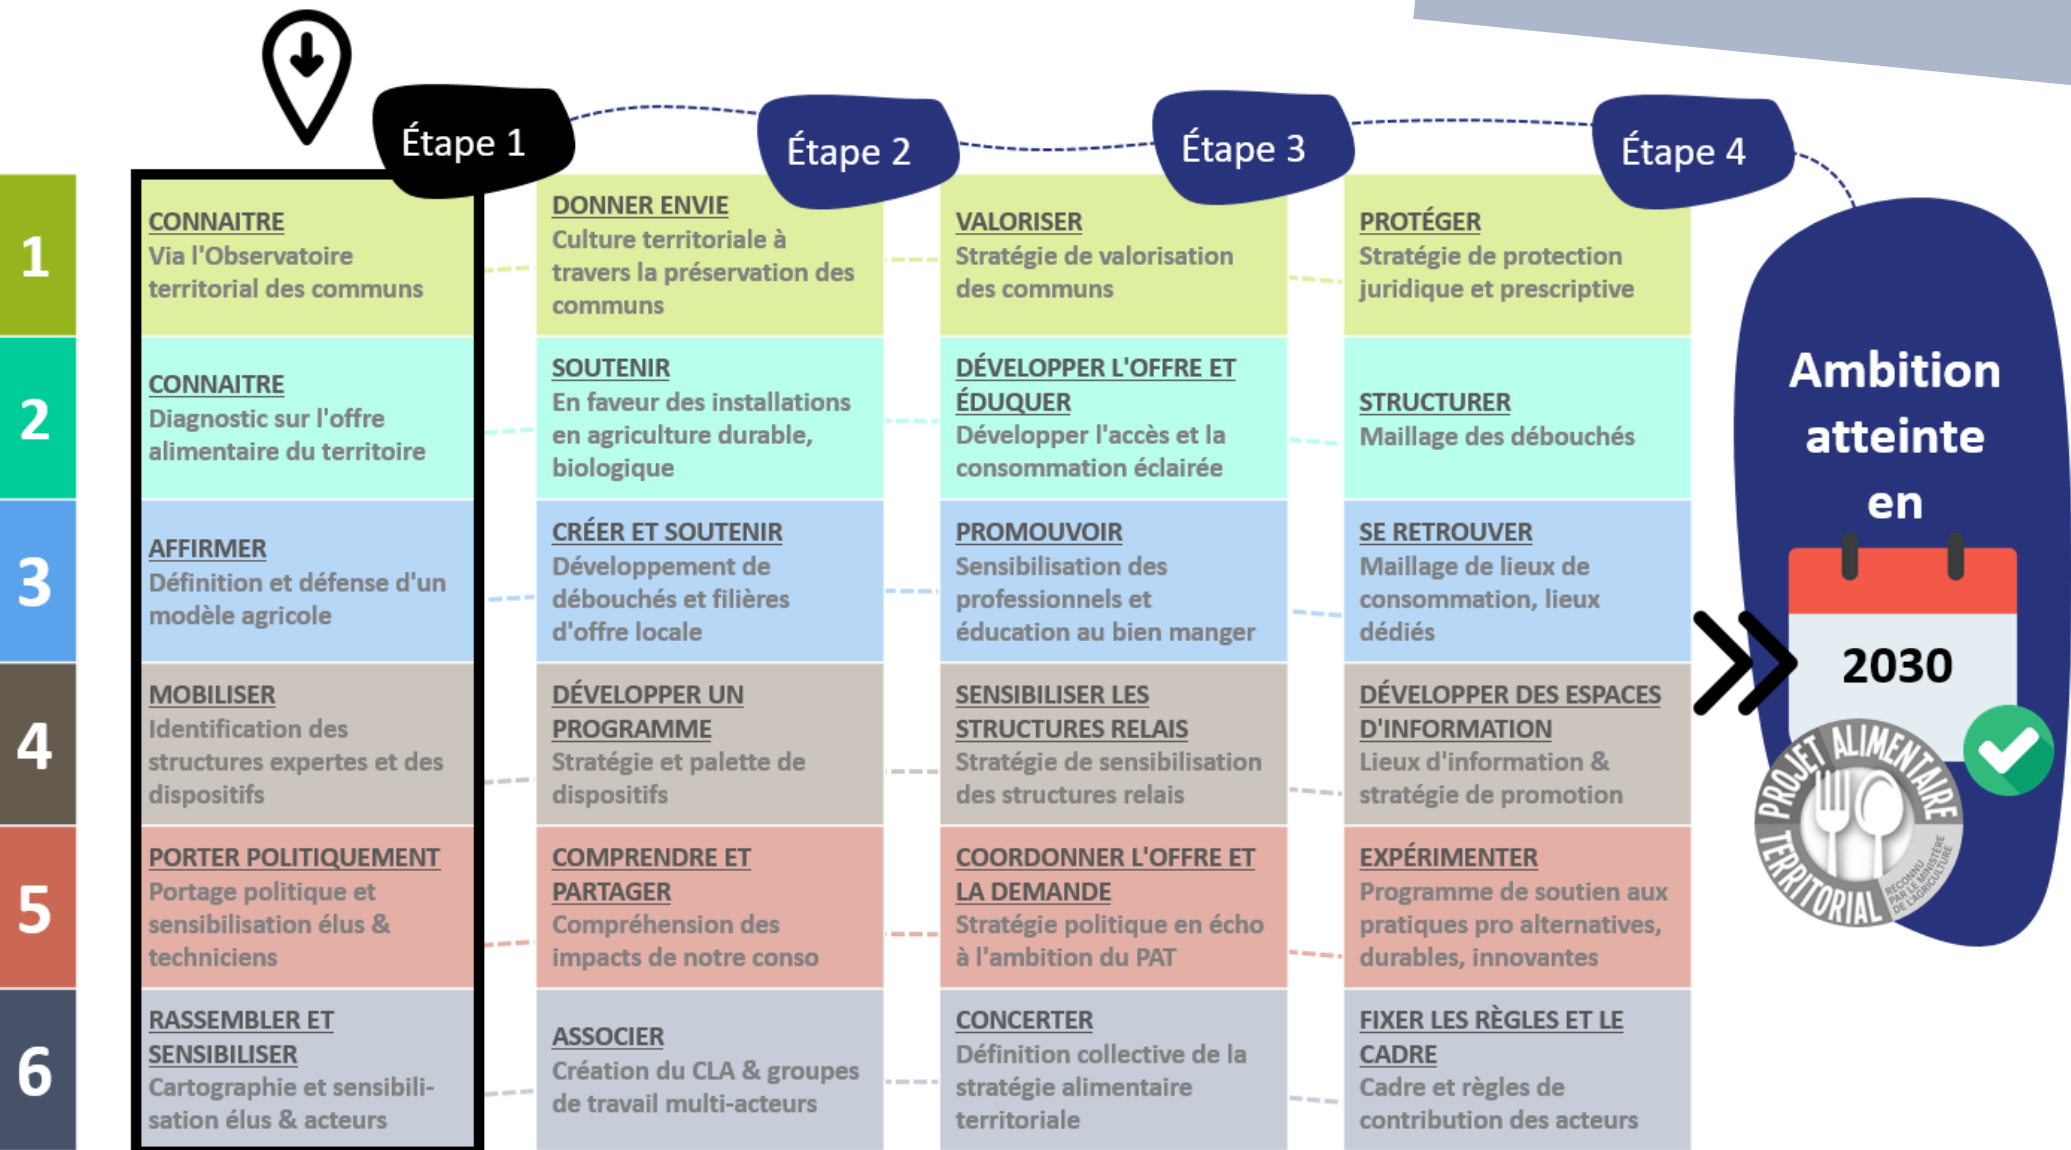 Étape 1
Étape 2
Étape 3
Étape 4
1
CONNAITRE
Via l'Observatoire
territorial des communs
DONNER ENVIE
Culture territoriale à
travers la préservation des
communs
VALORISER
Stratégie de valorisation
des communs
PROTÉGER
Stratégie de protection
juridique et prescriptive
2
CONNAITRE
Diagnostic sur l'offre
alimentaire du territoire
SOUTENIR
En faveur des installations
en agriculture durable,
biologique
DÉVELOPPER L'OFFRE ET
ÉDUQUER
Développer l'accès et la
consommation éclairée
STRUCTURER
Maillage des débouchés
3
AFFIRMER
Définition et défense d'un
modèle agricole
CRÉER ET SOUTENIR
Développement de
débouchés et filières
d'offre locale
PROMOUVOIR
Sensibilisation des
professionnels et
éducation au bien manger
SE RETROUVER
Maillage de lieux de
consommation, lieux
dédiés
4
MOBILISER
Identification des
structures expertes et des
dispositifs
DÉVELOPPER UN
PROGRAMME
Stratégie et palette de
dispositifs
SENSIBILISER LES
STRUCTURES RELAIS
Stratégie de sensibilisation
des structures relais
DÉVELOPPER DES ESPACES
D'INFORMATION
Lieux d'information &
stratégie de promotion
5
PORTER POLITIQUEMENT
Portage politique et
sensibilisation élus &
techniciens
COMPRENDRE ET
PARTAGER
Compréhension des
impacts de notre conso
COORDONNER L'OFFRE ET
LA DEMANDE
Stratégie politique en écho
à l'ambition du PAT
EXPÉRIMENTER
Programme de soutien aux
pratiques pro alternatives,
durables, innovantes
6
RASSEMBLER ET
SENSIBILISER
Cartographie et sensibili-
sation élus & acteurs
ASSOCIER
Création du CLA & groupes
de travail multi-acteurs
CONCERTER
Définition collective de la
stratégie alimentaire
territoriale
FIXER LES RÈGLES ET LE
CADRE
Cadre et règles de
contribution des acteurs
Ambition
atteinte
en
2030
PROJET ALIMENTAIRE
TERRITORIAL
RECONNU
PAR LE MINISTÈRE
DE L'AGRICULTURE